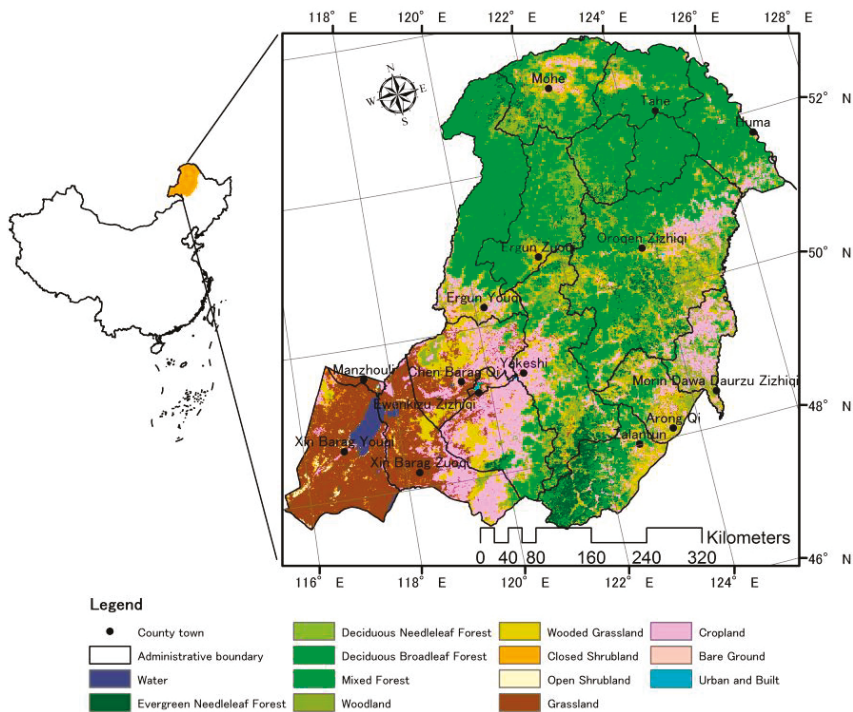 118° E 120° E 122° E 124° E 126° E 128° E
N
W E
S
Mohe
52° N
Tahe
Huma
50° N
Oroqen Zizhiqi
Ergun Zuoqi
Ergun Youqi
Manzhouli
Chen Barag Qi
Yakeshi
Ewenkizu Zizhiqi
Morin Dawa Daurzu Zizhiqi
48° N
Arong Qi
Zalantun
Xin Barag Youqi
Xin Barag Zuoqi
Kilometers
0 40 80 160 240 320
46° N
116° E 118° E 120° E 122° E 124° E
Legend
County town
Administrative boundary
Water
Evergreen Needleleaf Forest
Deciduous Needleleaf Forest
Deciduous Broadleaf Forest
Mixed Forest
Woodland
Wooded Grassland
Closed Shrubland
Open Shrubland
Grassland
Cropland
Bare Ground
Urban and Built